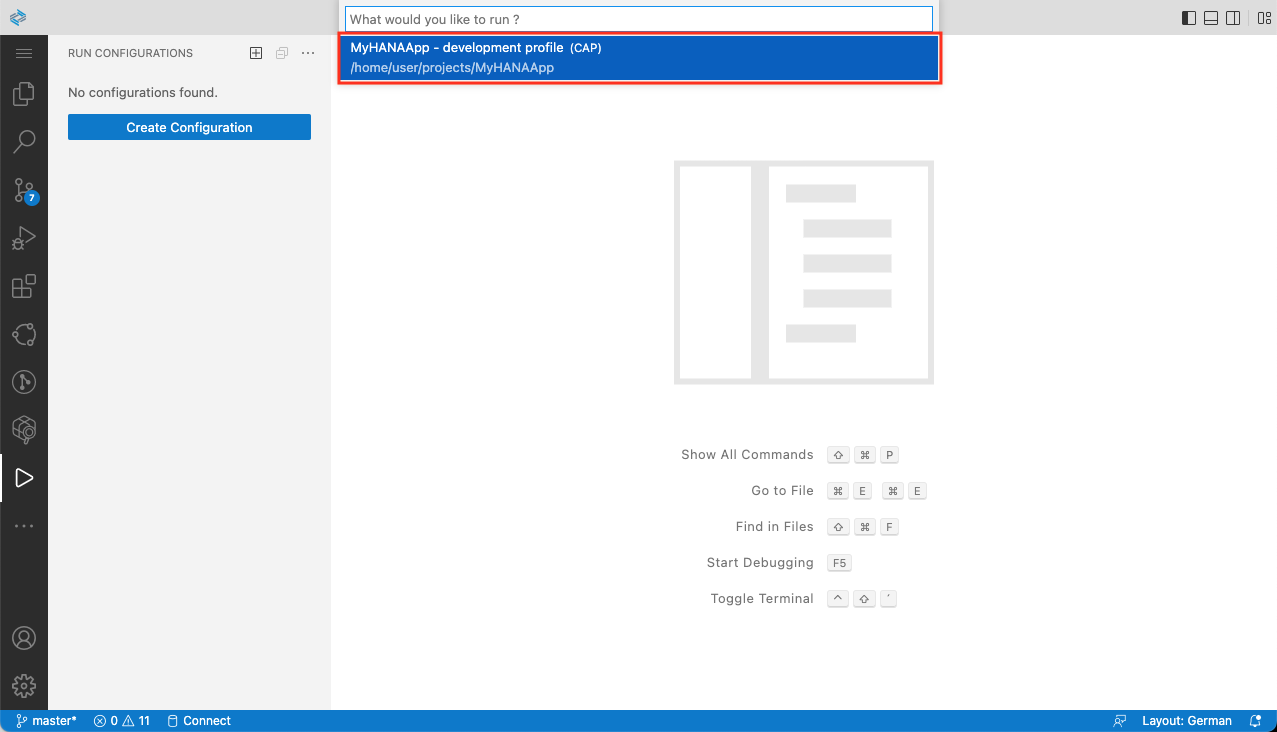 What would you like to run ?
MyHANAApp - development profile (CAP)
/home/user/projects/MyHANAApp
RUN CONFIGURATIONS
No configurations found.
Create Configuration
7
Show All Commands ⇧ ⌘ P
Go to File ⌘ E ⌘ E
Find in Files ⇧ ⌘ F
Start Debugging F5
Toggle Terminal ^ ⇧ ´
master* 0 11 Connect Layout: German